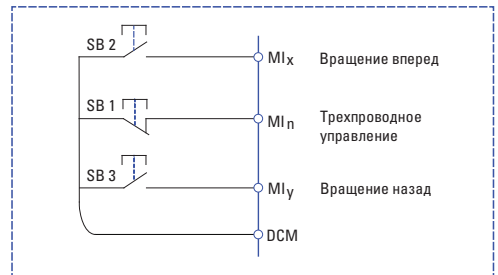 SB 2
MIx
Вращение вперед
SB 1
MIn
Трехпроводное
управление
SB 3
MIy
Вращение назад
DCM